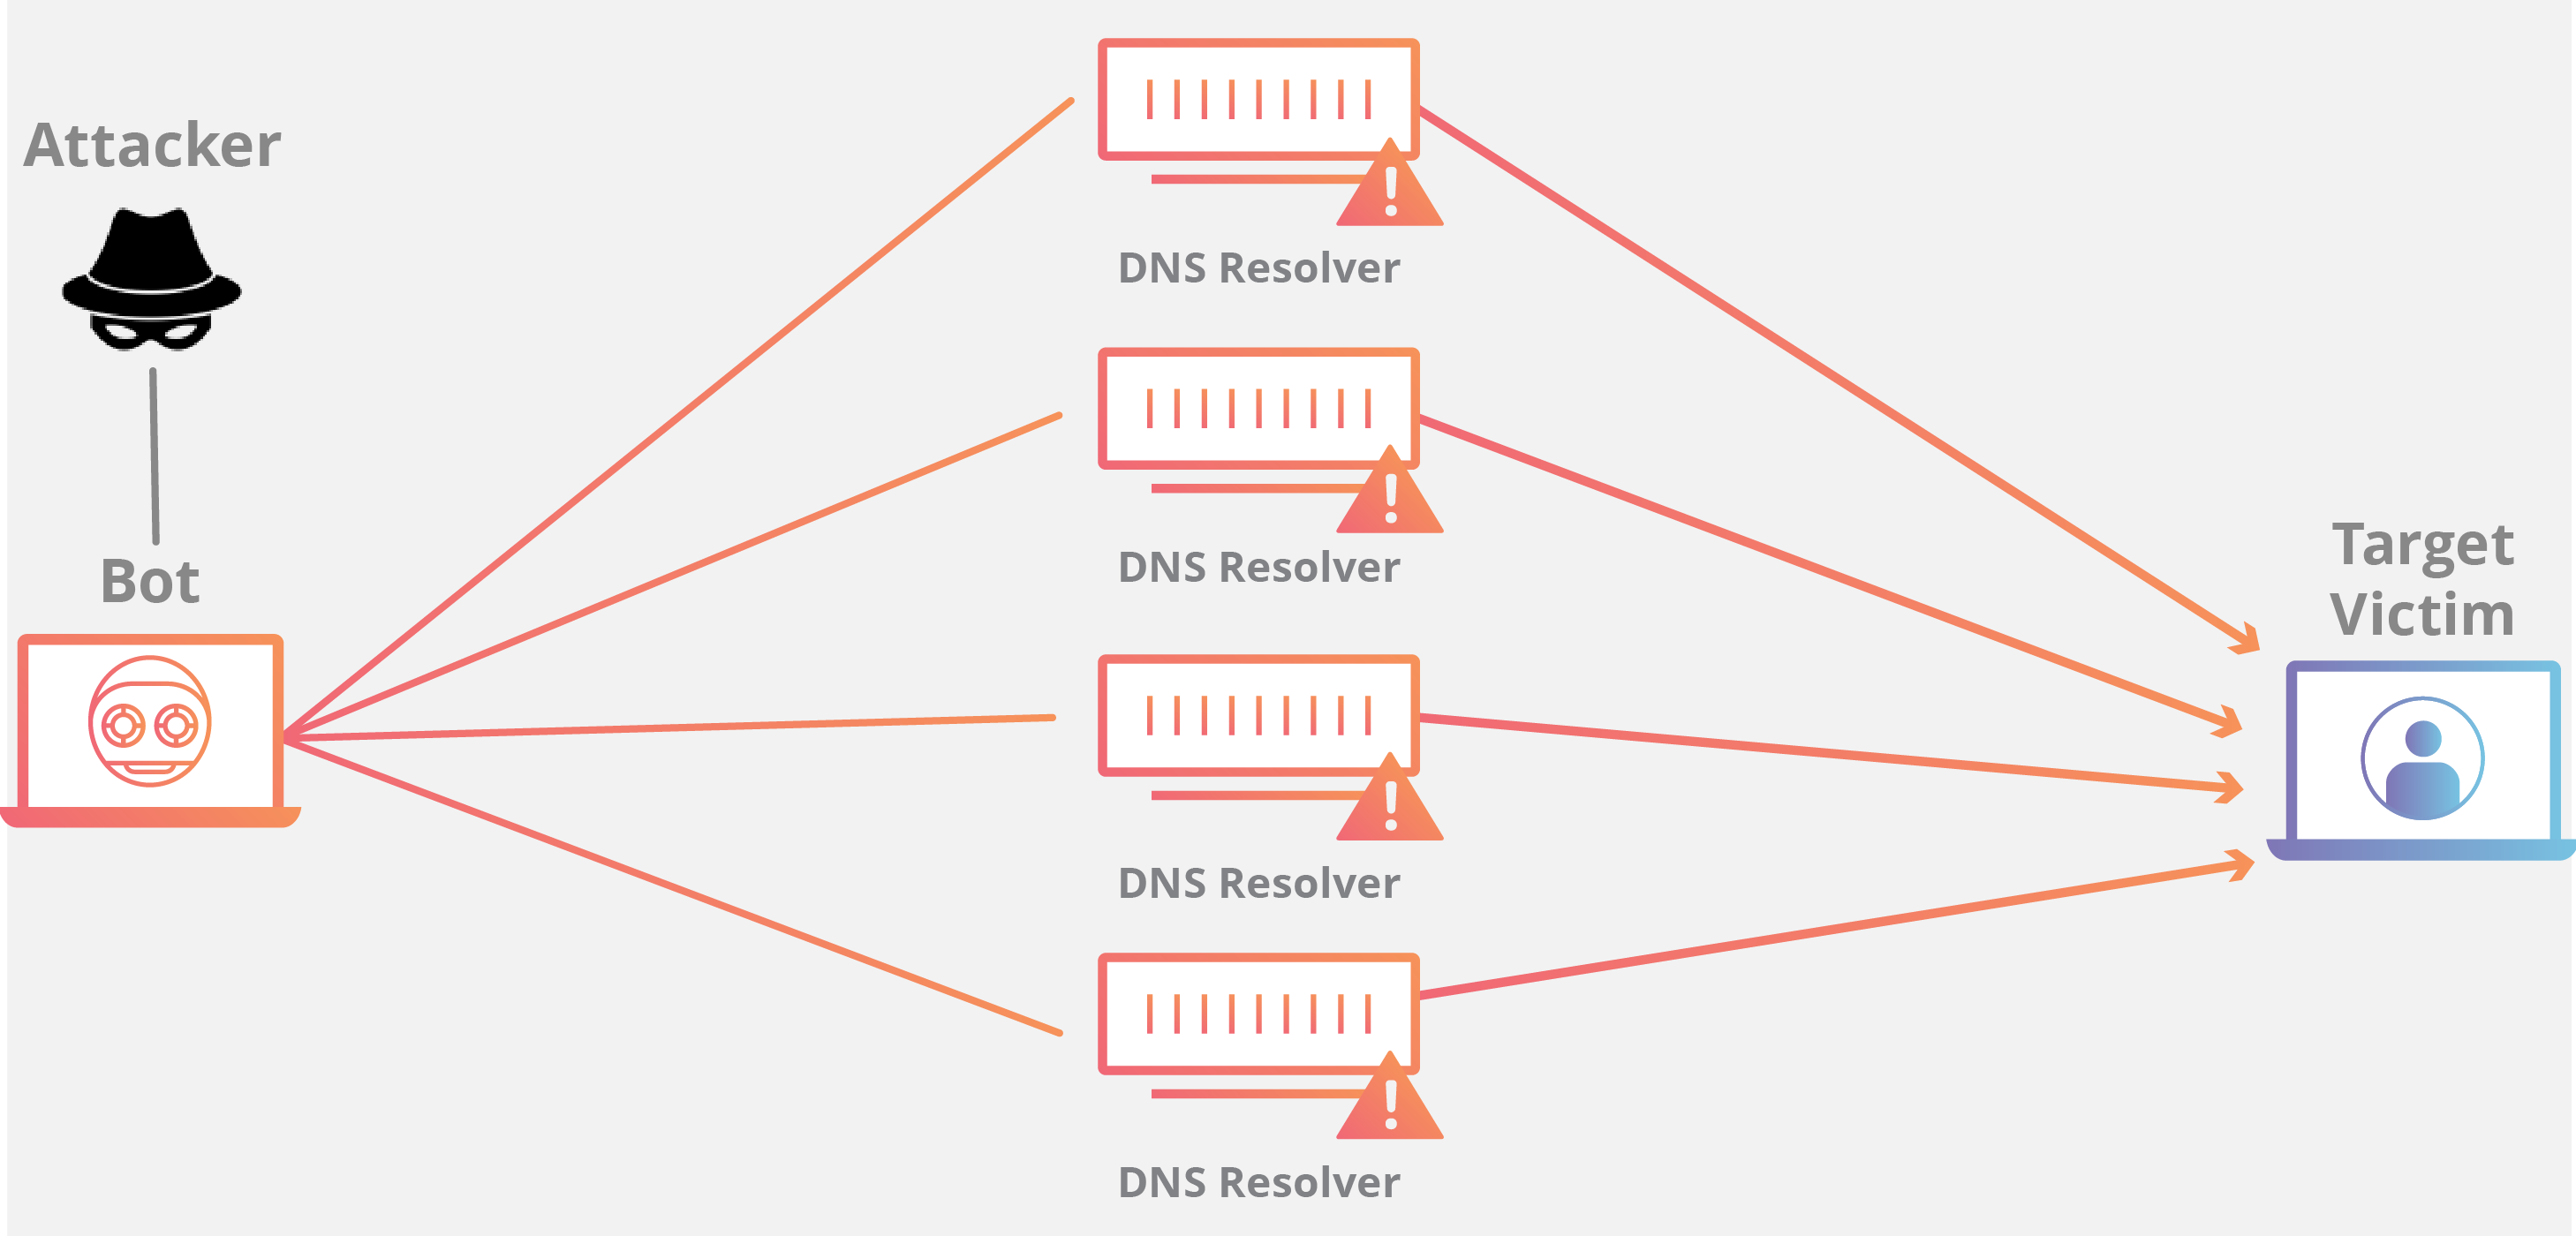 Attacker
Bot
DNS Resolver
DNS Resolver
DNS Resolver
DNS Resolver
Target
Victim